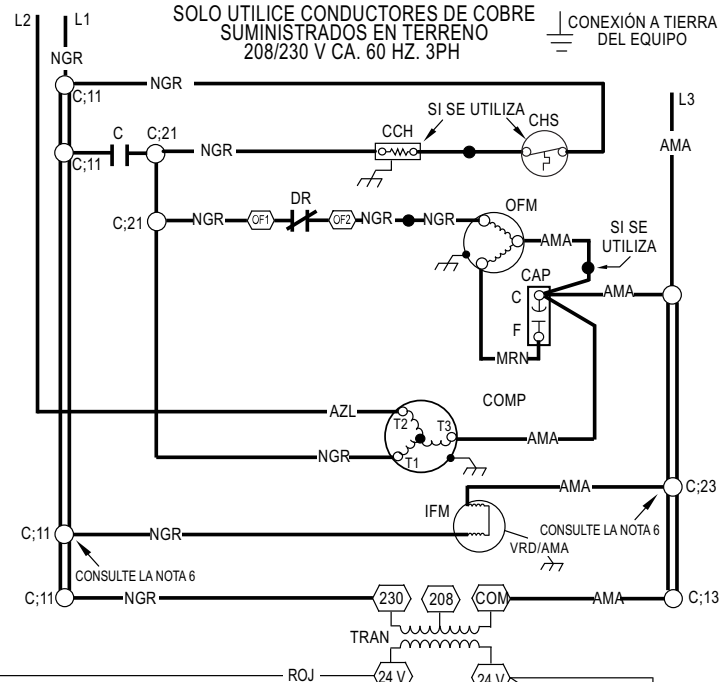 SOLO UTILICE CONDUCTORES DE COBRE
SUMINISTRADOS EN TERRENO
208/230 V CA. 60 HZ. 3PH
CONEXIÓN A TIERRA
DEL EQUIPO
L2
L1
NGR
L3
C;11
NGR
SI SE UTILIZA
CCH
CHS
AMA
C
C;21
C;11
NGR
DR
OFM
C;21
NGR
OF1
OF2
NGR
NGR
AMA
SI SE
UTILIZA
CAP
C
AMA
F
MRN
COMP
AZL
T2
T3
AMA
NGR
T1
AMA
C;23
IFM
C;11
NGR
CONSULTE LA NOTA 6
VRD/AMA
CONSULTE LA NOTA 6
C;11
NGR
230
208
COM
AMA
C;13
TRAN
ROJ
24 V
24 V